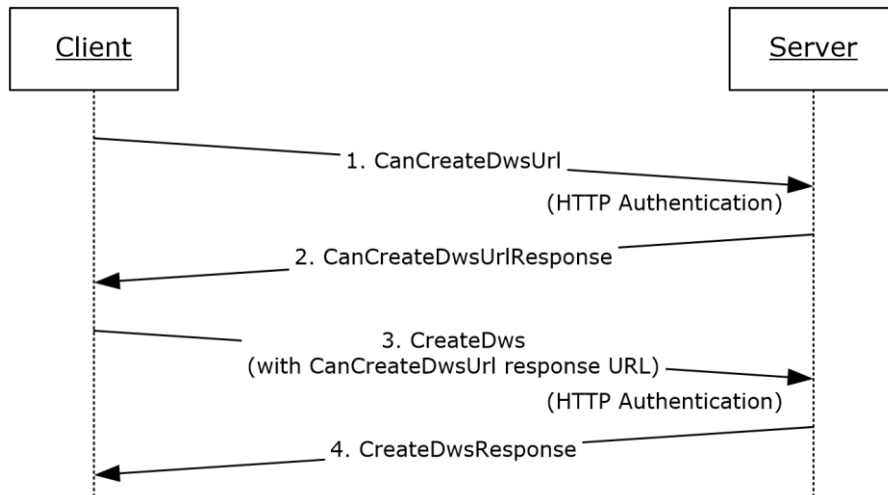 Client
Server
1. CanCreateDwsUrl
(HTTP Authentication)
2. CanCreateDwsUrlResponse
3. CreateDws
(with CanCreateDwsUrl response URL)
(HTTP Authentication)
4. CreateDwsResponse